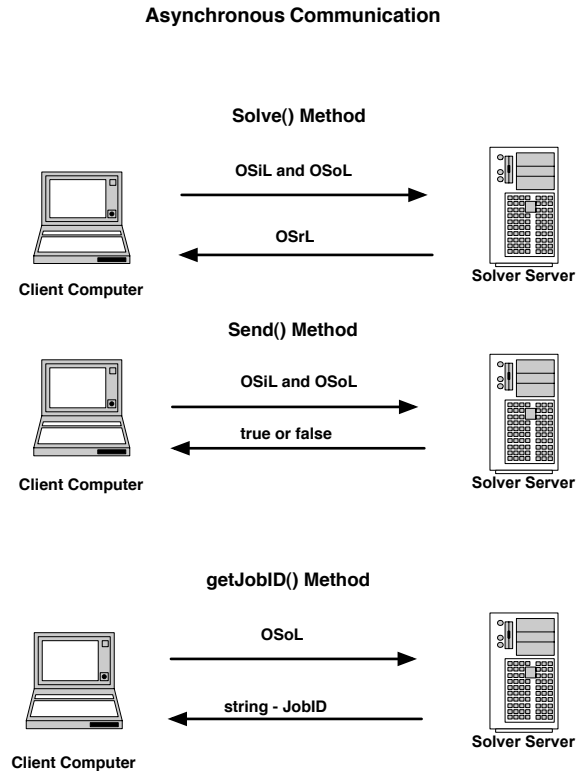 Asynchronous Communication
Solve() Method
OSiL and OSoL
OSrL
Client Computer
Solver Server
Send() Method
OSiL and OSoL
true or false
Client Computer
Solver Server
getJobID() Method
OSoL
string - JobID
Client Computer
Solver Server